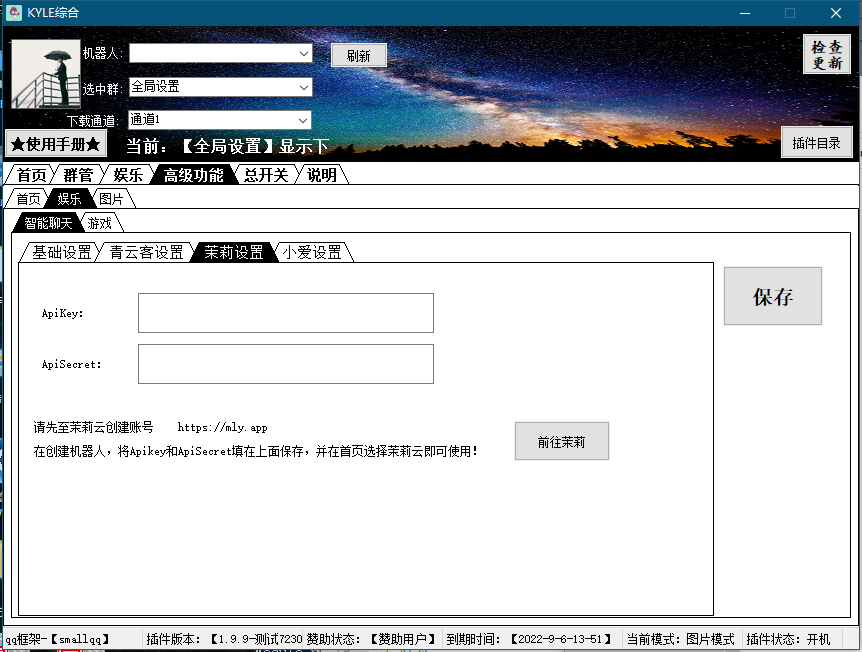 KYLE综合
机器人:
刷新
检查
更新
选中群:
全局设置
下载通道:
通道1
★使用手册★
当前：【全局设置】显示下
插件目录
首页 群管 娱乐 高级功能 总开关 说明
首页 娱乐 图片
智能聊天 游戏
基础设置 青云客设置 茉莉设置 小爱设置
保存
ApiKey:
ApiSecret:
请先至茉莉云创建账号 https://mly.app
在创建机器人，将Apikey和ApiSecret填在上面保存，并在首页选择茉莉云即可使用！
前往茉莉
qq框架-【smallqq】 插件版本：【1.9.9-测试7230 赞助状态：【赞助用户】 到期时间：【2022-9-6-13-51】 当前模式：图片模式 插件状态：开机